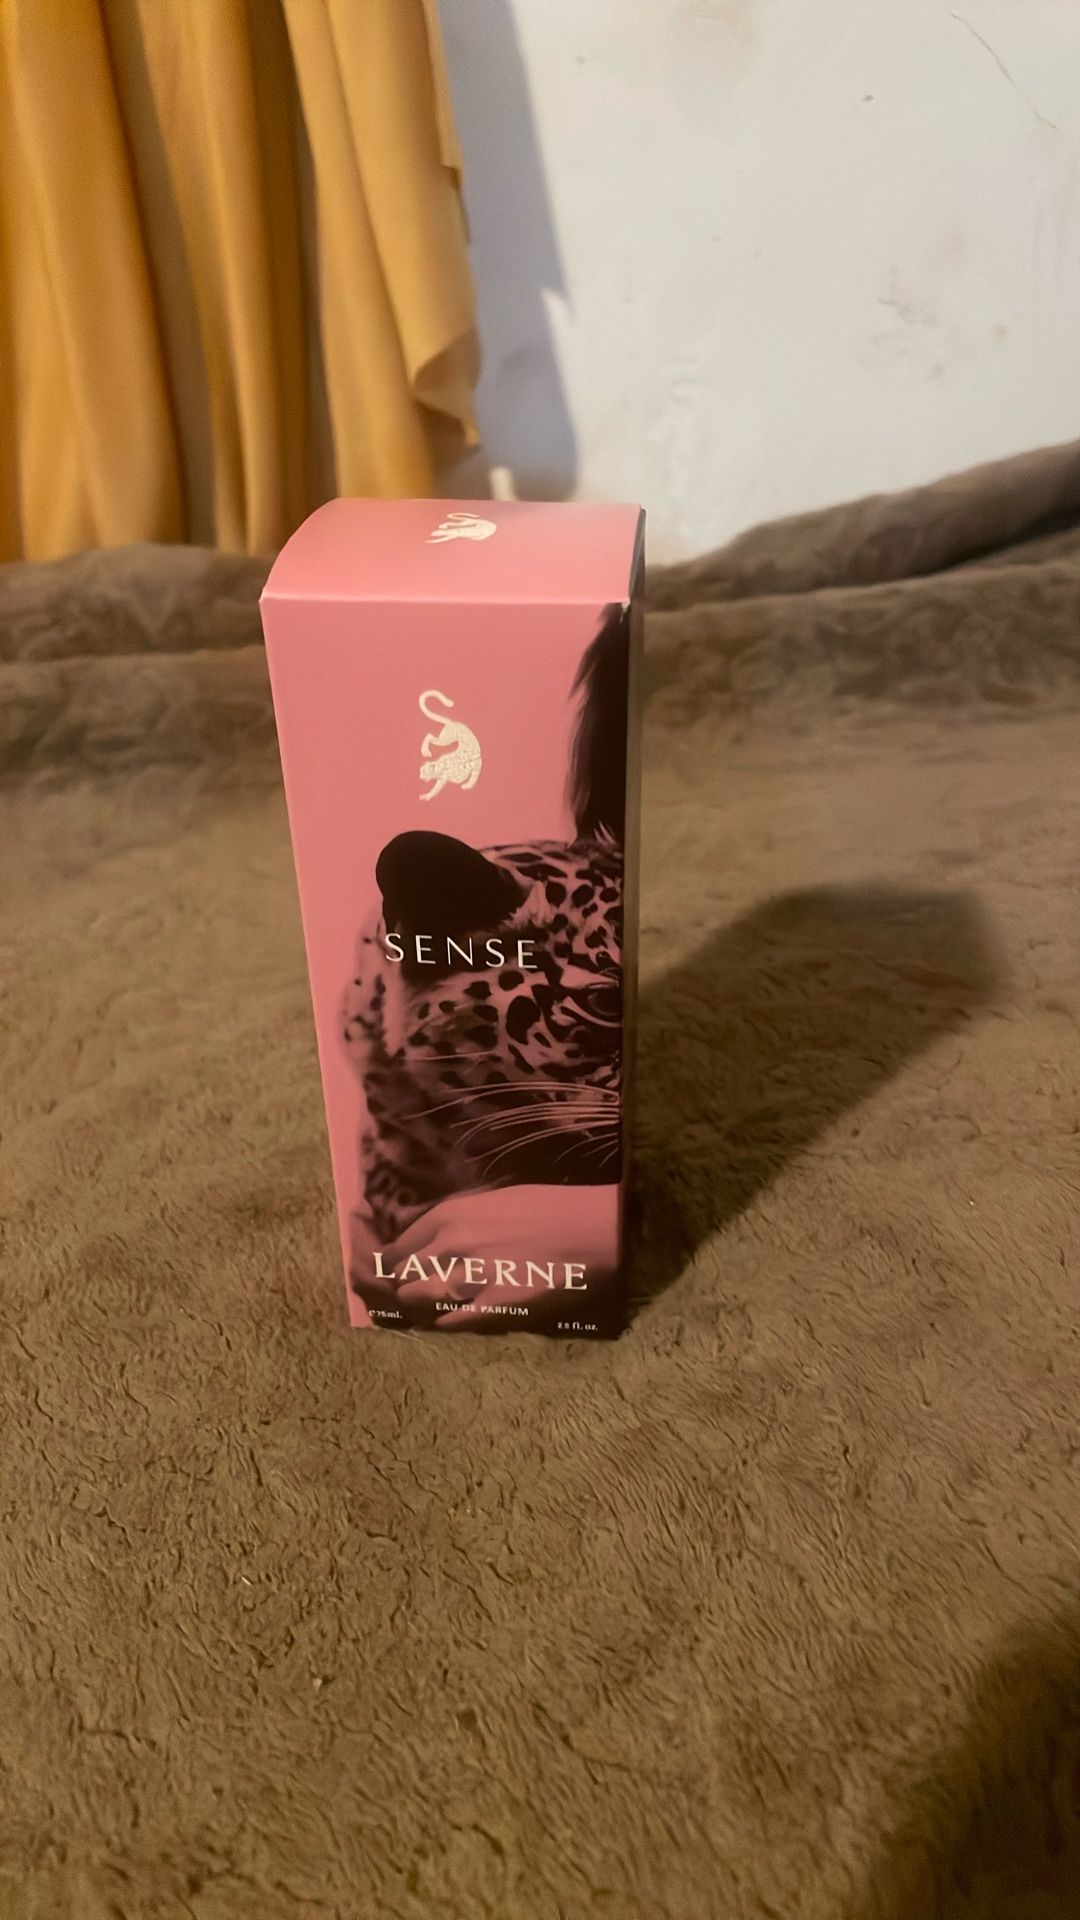 SENSE
LAVERNE
EAU DE PARFUM
℮75ml.
2.5 fl. oz.